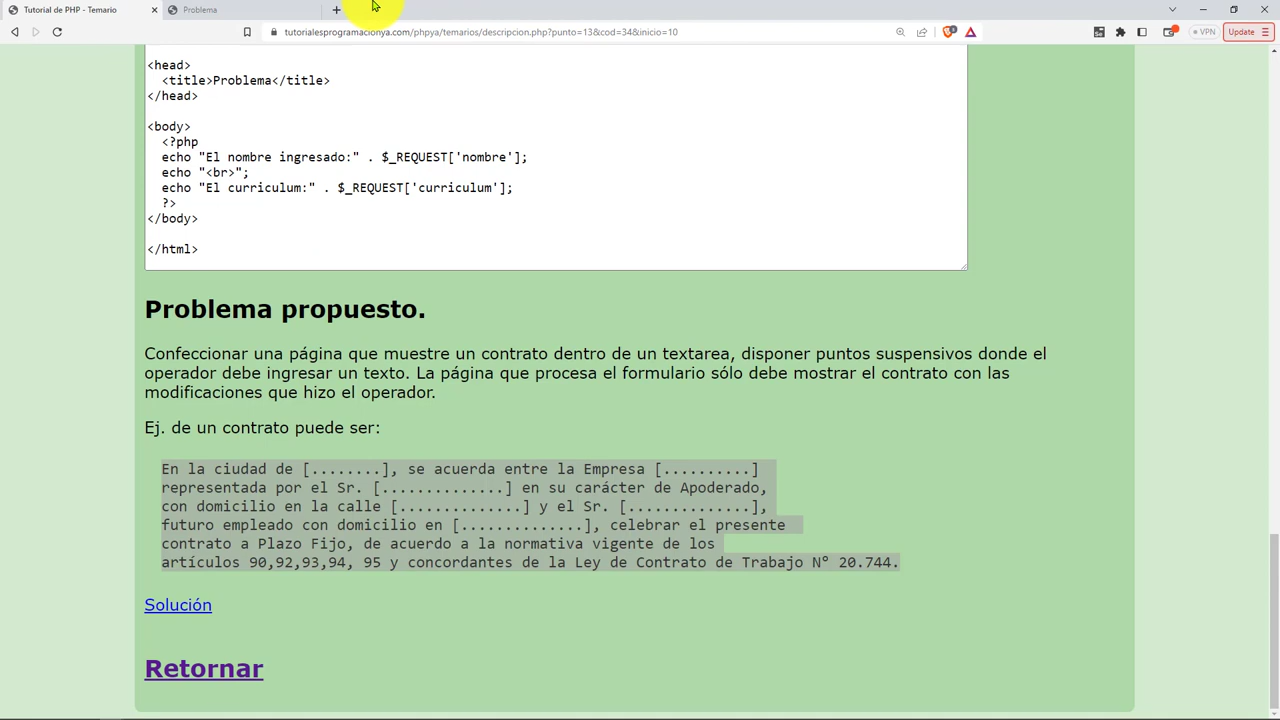 Tutorial de PHP - Temario
Problema
tutorialesprogramacionya.com/phpya/temarios/descripcion.php?punto=13&cod=34&inicio=10
VPN
Update
<head>
<title>Problema</title>
</head>
<body>
<?php
echo "El nombre ingresado:" . $_REQUEST['nombre'];
echo "<br>";
echo "El curriculum:" . $_REQUEST['curriculum'];
?>
</body>
</html>
Problema propuesto.
Confeccionar una página que muestre un contrato dentro de un textarea, disponer puntos suspensivos donde el
operador debe ingresar un texto. La página que procesa el formulario sólo debe mostrar el contrato con las
modificaciones que hizo el operador.
Ej. de un contrato puede ser:
En la ciudad de [........], se acuerda entre la Empresa [..........]
representada por el Sr. [..............] en su carácter de Apoderado,
con domicilio en la calle [..............] y el Sr. [..............],
futuro empleado con domicilio en [..............], celebrar el presente
contrato a Plazo Fijo, de acuerdo a la normativa vigente de los
artículos 90,92,93,94, 95 y concordantes de la Ley de Contrato de Trabajo N° 20.744.
Solución
Retornar